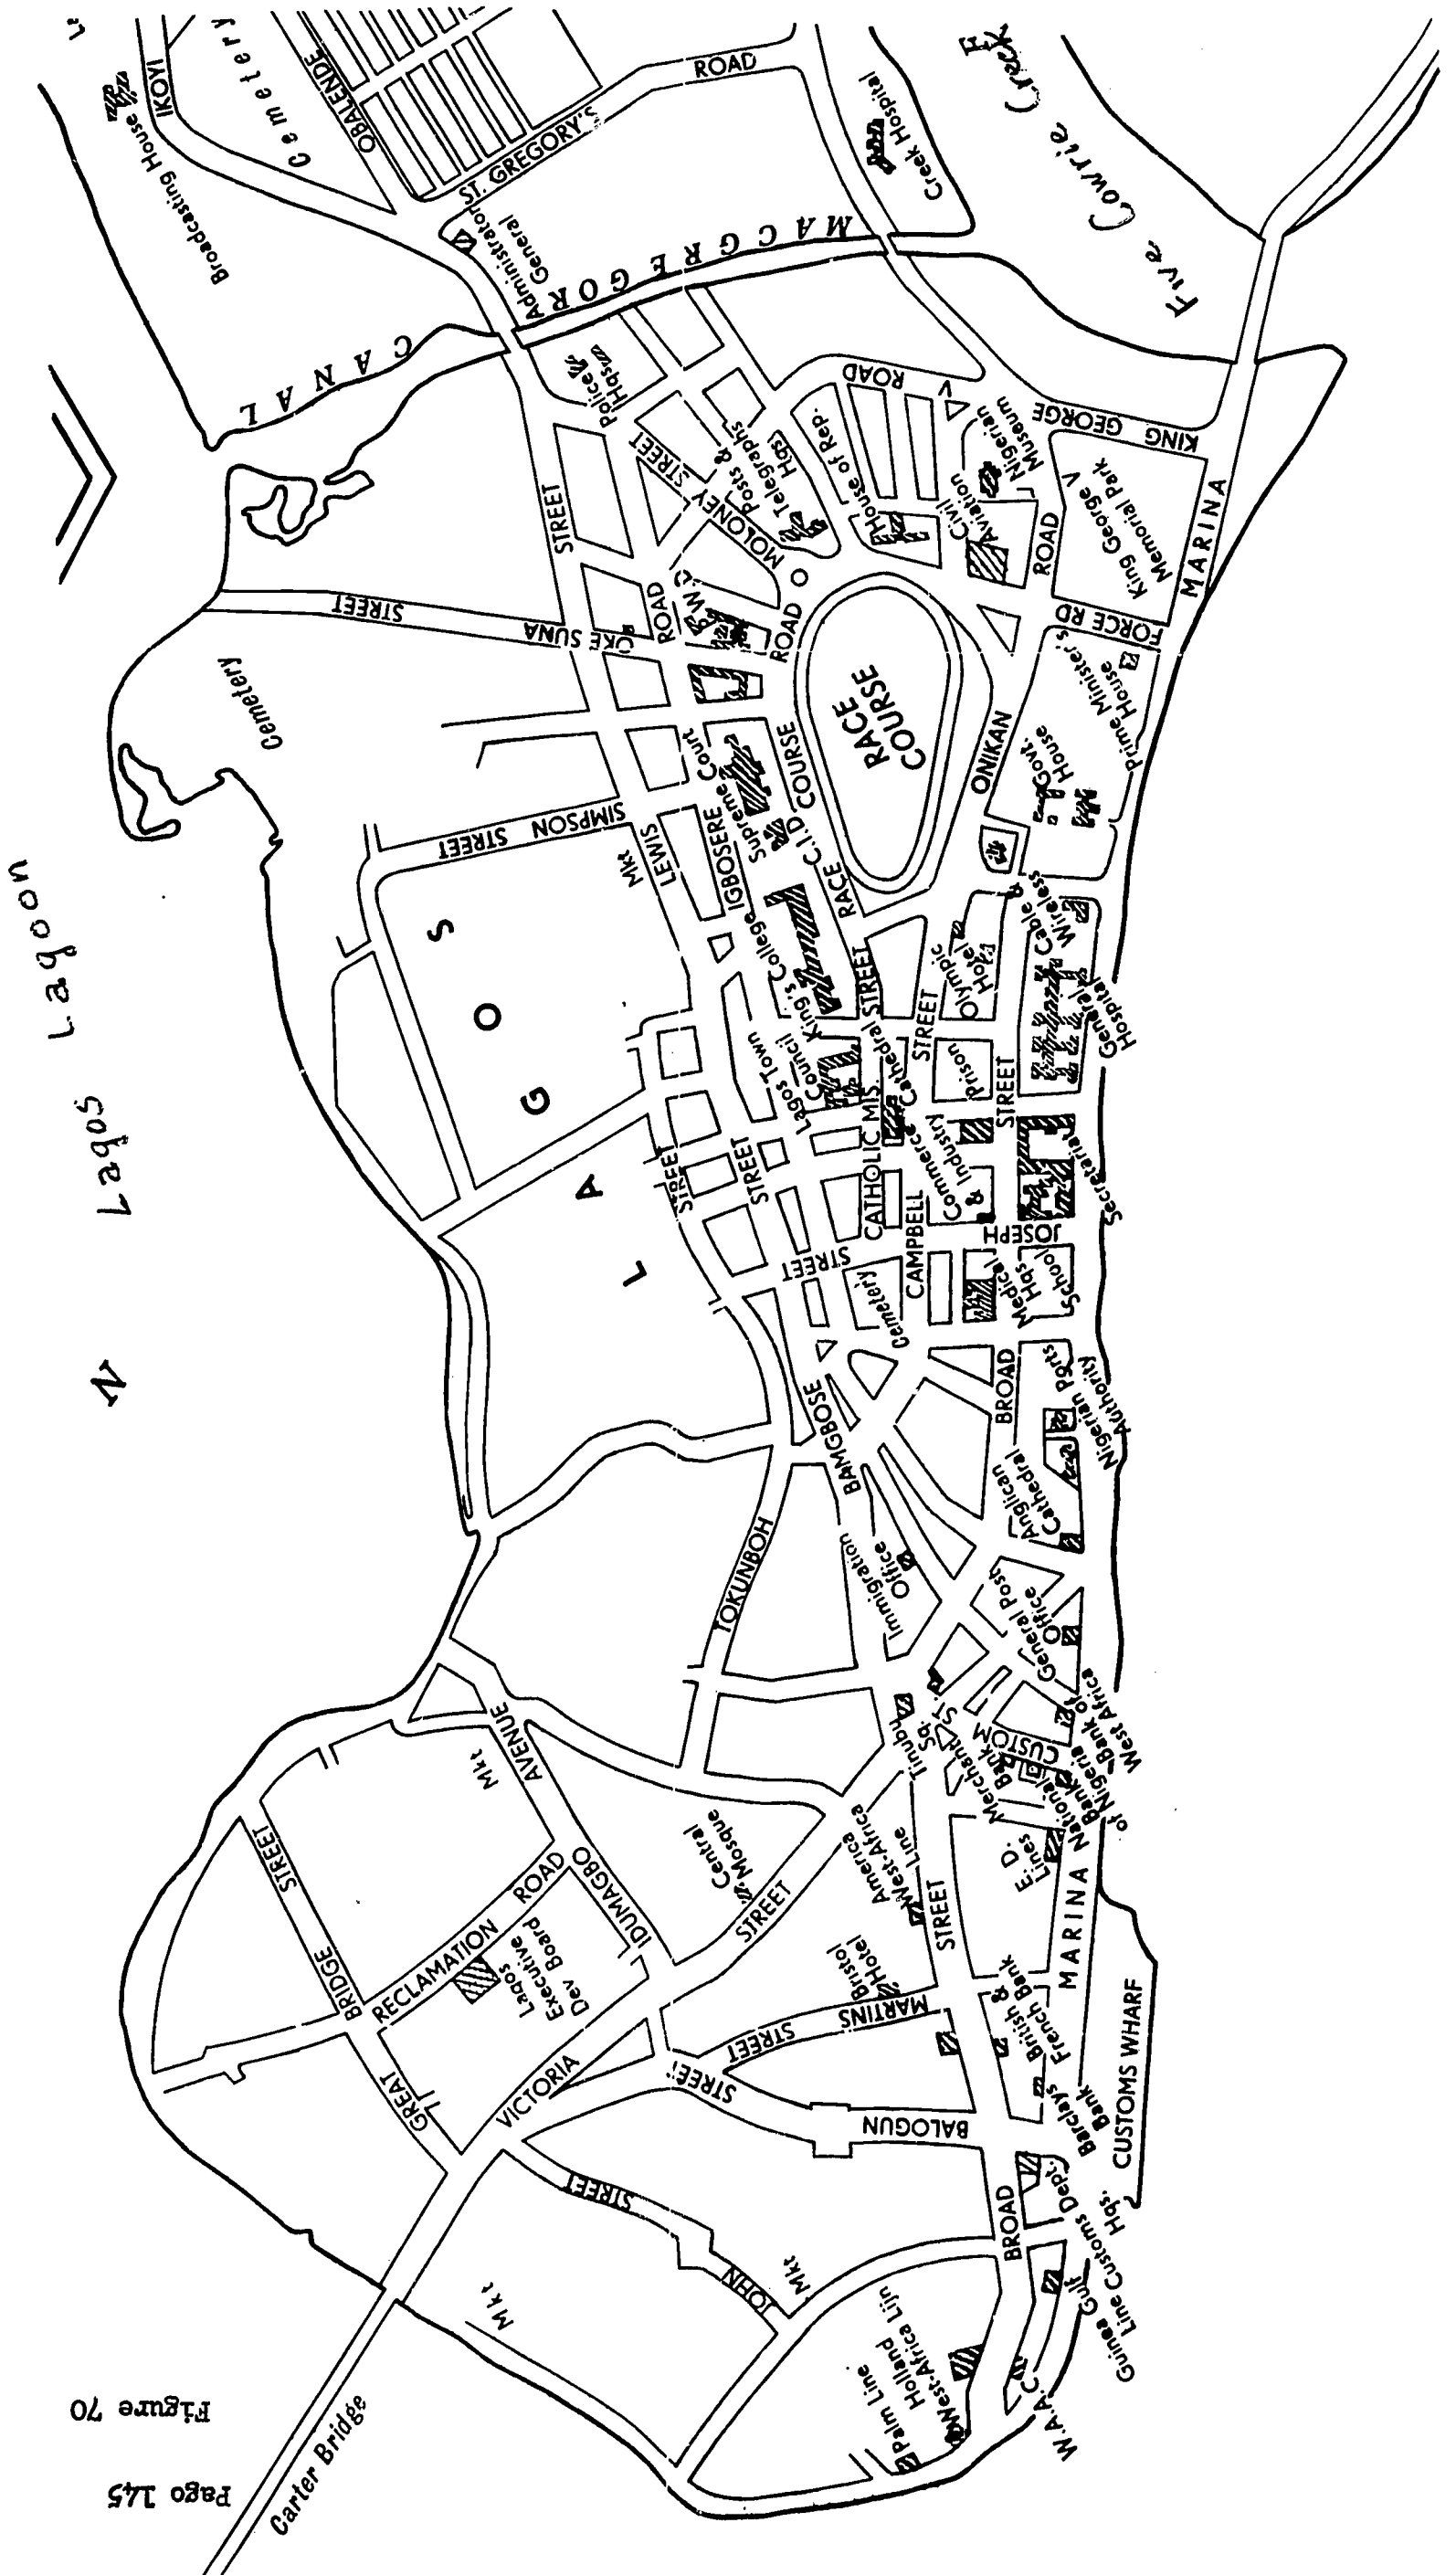 Figure 70
Page 145
Carter Bridge
N
Lagos Lagoon
LAGOS
Five Cowrie Creek
E
MACGREGOR CANAL
IKOYI
Broadcasting House
Cemetery
OBALENDE
ST. GREGORY'S ROAD
Administrator
General
Creek Hospital
Police
Hqs
MOLONEY STREET
Posts &
Telegraphs
Hqs.
House of Rep.
KING GEORGE V ROAD
Nigerian
Museum
Civil
Aviation
King George V
Memorial Park
MARINA
FORCE RD
Prime Minister's
House
Govt.
House
ONIKAN ROAD
RACE
COURSE
RACE COURSE ROAD
P.W.D
STREET
OKE SUNA STREET
Cemetery
SIMPSON STREET
Mkt
LEWIS STREET
IGBOSERE ROAD
Supreme Court
C.I.D
King's College
Lagos Town
Council
Cathedral
CATHOLIC MIS. STREET
Olympic
Hotel
Cable &
Wireless
General
Hospital
Prison
Commerce
& Industry
CAMPBELL STREET
Secretariat
JOSEPH STREET
Medical
Hqs
School
Cemetery
STREET
BAMGBOSE STREET
BROAD STREET
Nigerian Ports
Authority
Anglican
Cathedral
TOKUNBOH
Immigration
Office
General Post
Office
Tinubu
Sq.
CUSTOM ST.
Merchants
Bank
Bank of
West Africa
National
Bank
of Nigeria
E. D.
Lines
MARINA
America
West-Africa
Line
Central
Mosque
Mkt
IDUMAGBO AVENUE
RECLAMATION ROAD
Lagos
Executive
Dev Board
GREAT BRIDGE STREET
VICTORIA STREET
Bristol
Hotel
MARTINS STREET
STREET
British &
French Bank
Barclays
Bank
BALOGUN STREET
CUSTOMS WHARF
Customs Dept.
Hqs.
BROAD
Guinea Gulf
Line
W.A.A.C.
JOHN STREET
Mkt
Mkt
Palm Line
Holland
West-Africa Lijn